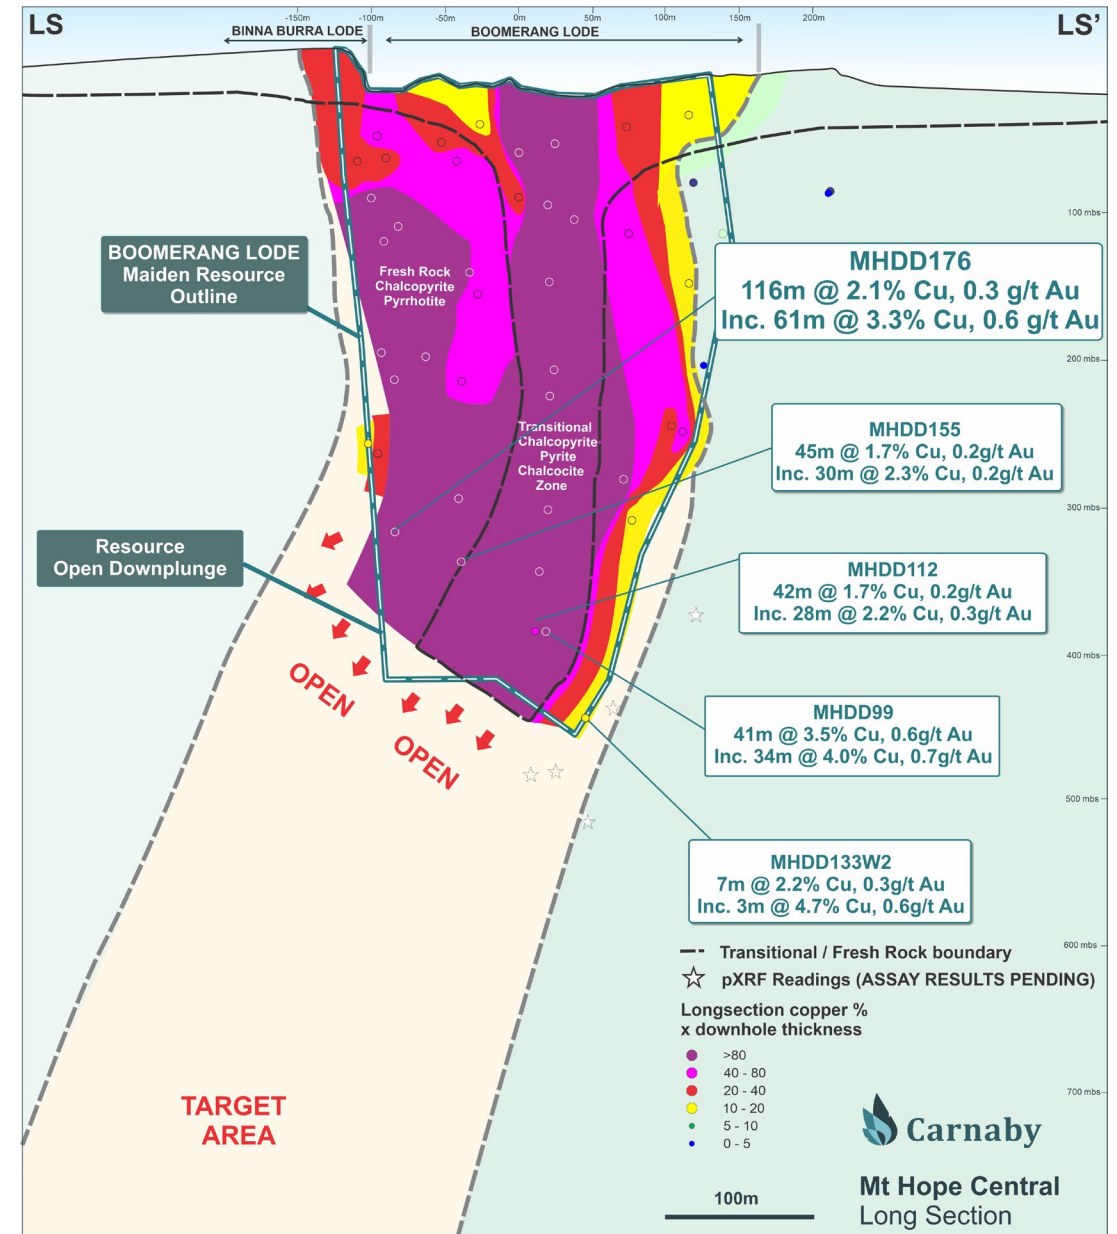 LS
LS’
-150m
-100m
-50m
0m
50m
100m
150m
200m
BINNA BURRA LODE
BOOMERANG LODE
100 mbs
BOOMERANG LODE
Maiden Resource
Outline
Fresh Rock
Chalcopyrite
Pyrrhotite
MHDD176
116m @ 2.1% Cu, 0.3 g/t Au
Inc. 61m @ 3.3% Cu, 0.6 g/t Au
200 mbs
Transitional
Chalcopyrite
Pyrite
Chalcocite
Zone
MHDD155
45m @ 1.7% Cu, 0.2g/t Au
Inc. 30m @ 2.3% Cu, 0.2g/t Au
300 mbs
Resource
Open Downplunge
MHDD112
42m @ 1.7% Cu, 0.2g/t Au
Inc. 28m @ 2.2% Cu, 0.3g/t Au
400 mbs
OPEN
OPEN
MHDD99
41m @ 3.5% Cu, 0.6g/t Au
Inc. 34m @ 4.0% Cu, 0.7g/t Au
500 mbs
MHDD133W2
7m @ 2.2% Cu, 0.3g/t Au
Inc. 3m @ 4.7% Cu, 0.6g/t Au
600 mbs
Transitional / Fresh Rock boundary
pXRF Readings (ASSAY RESULTS PENDING)
Longsection copper %
x downhole thickness
>80
40 - 80
20 - 40
10 - 20
5 - 10
0 - 5
700 mbs
TARGET
AREA
Carnaby
100m
Mt Hope Central
Long Section